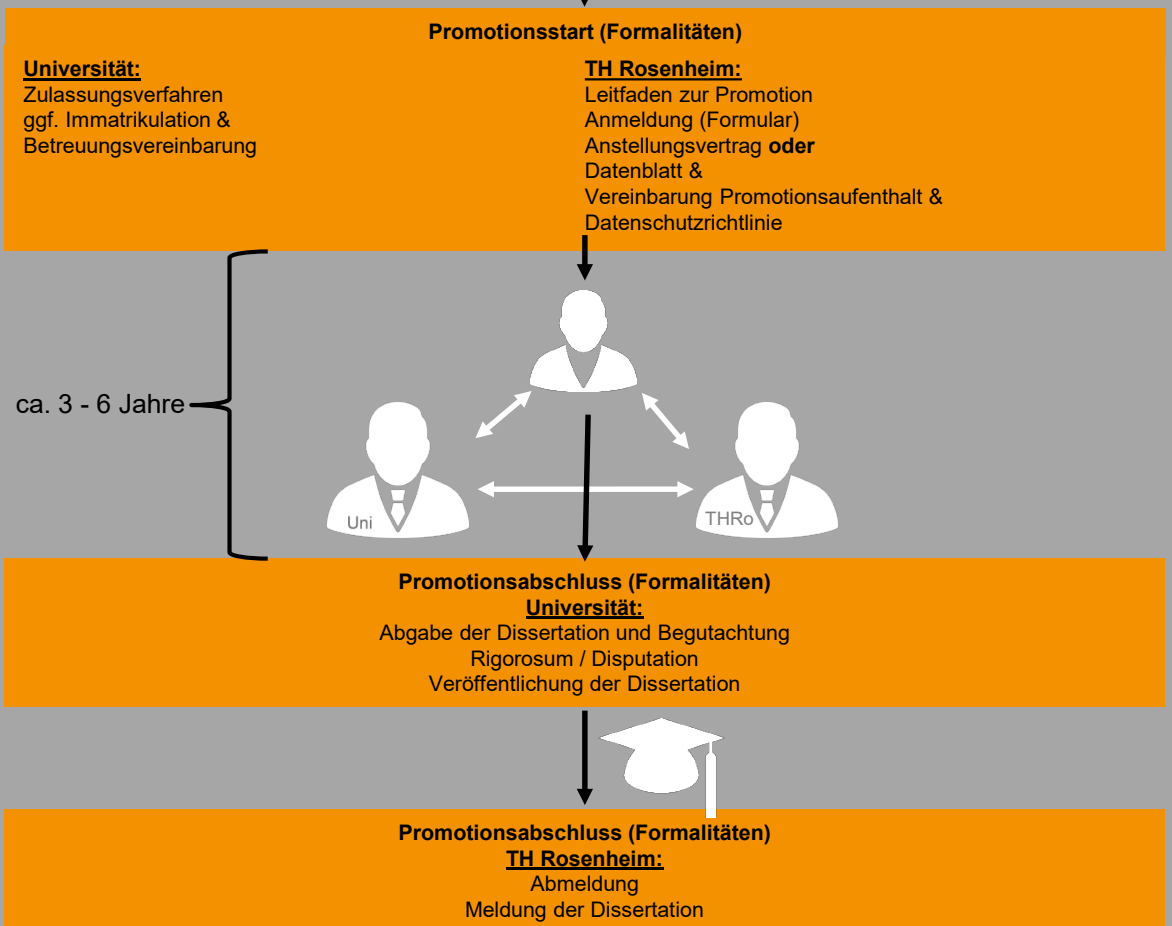 Promotionsstart (Formalitäten)
Universität:
Zulassungsverfahren
ggf. Immatrikulation &
Betreuungsvereinbarung
TH Rosenheim:
Leitfaden zur Promotion
Anmeldung (Formular)
Anstellungsvertrag oder
Datenblatt &
Vereinbarung Promotionsaufenthalt &
Datenschutzrichtlinie
ca. 3 - 6 Jahre
Uni
THRo
Promotionsabschluss (Formalitäten)
Universität:
Abgabe der Dissertation und Begutachtung
Rigorosum / Disputation
Veröffentlichung der Dissertation
Promotionsabschluss (Formalitäten)
TH Rosenheim:
Abmeldung
Meldung der Dissertation